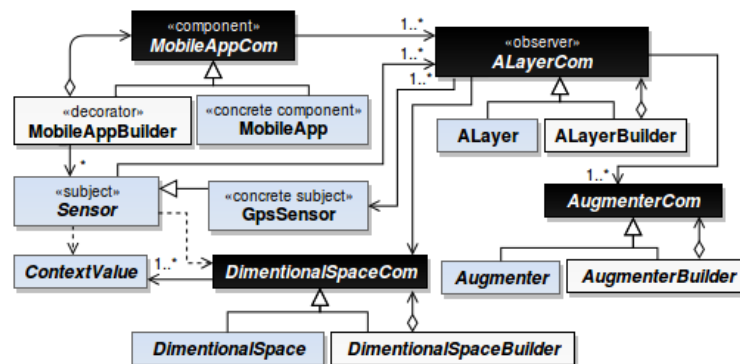 «component»
MobileAppCom
1..*
«observer»
ALayerCom
1..*
1..*
«decorator»
MobileAppBuilder
«concrete component»
MobileApp
ALayer
ALayerBuilder
*
1..*
«subject»
Sensor
«concrete subject»
GpsSensor
AugmenterCom
ContextValue
1..*
DimentionalSpaceCom
Augmenter
AugmenterBuilder
DimentionalSpace
DimentionalSpaceBuilder